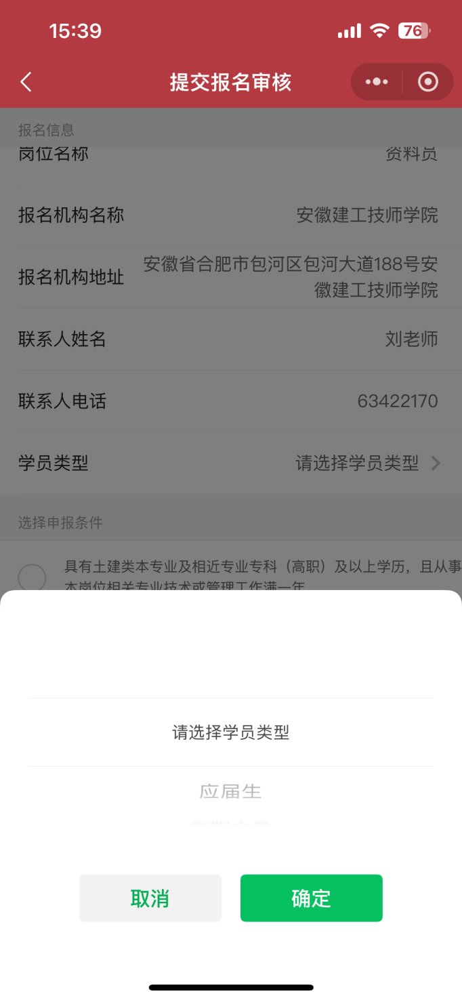 15:39
76
提交报名审核
报名信息
岗位名称
资料员
报名机构名称
安徽建工技师学院
报名机构地址
安徽省合肥市包河区包河大道188号安
徽建工技师学院
联系人姓名
刘老师
联系人电话
63422170
学员类型
请选择学员类型
选择申报条件
具有土建类本专业及相近专业专科（高职）及以上学历，且从事
本岗位相关专业技术或管理工作满一年
请选择学员类型
应届生
取消
确定